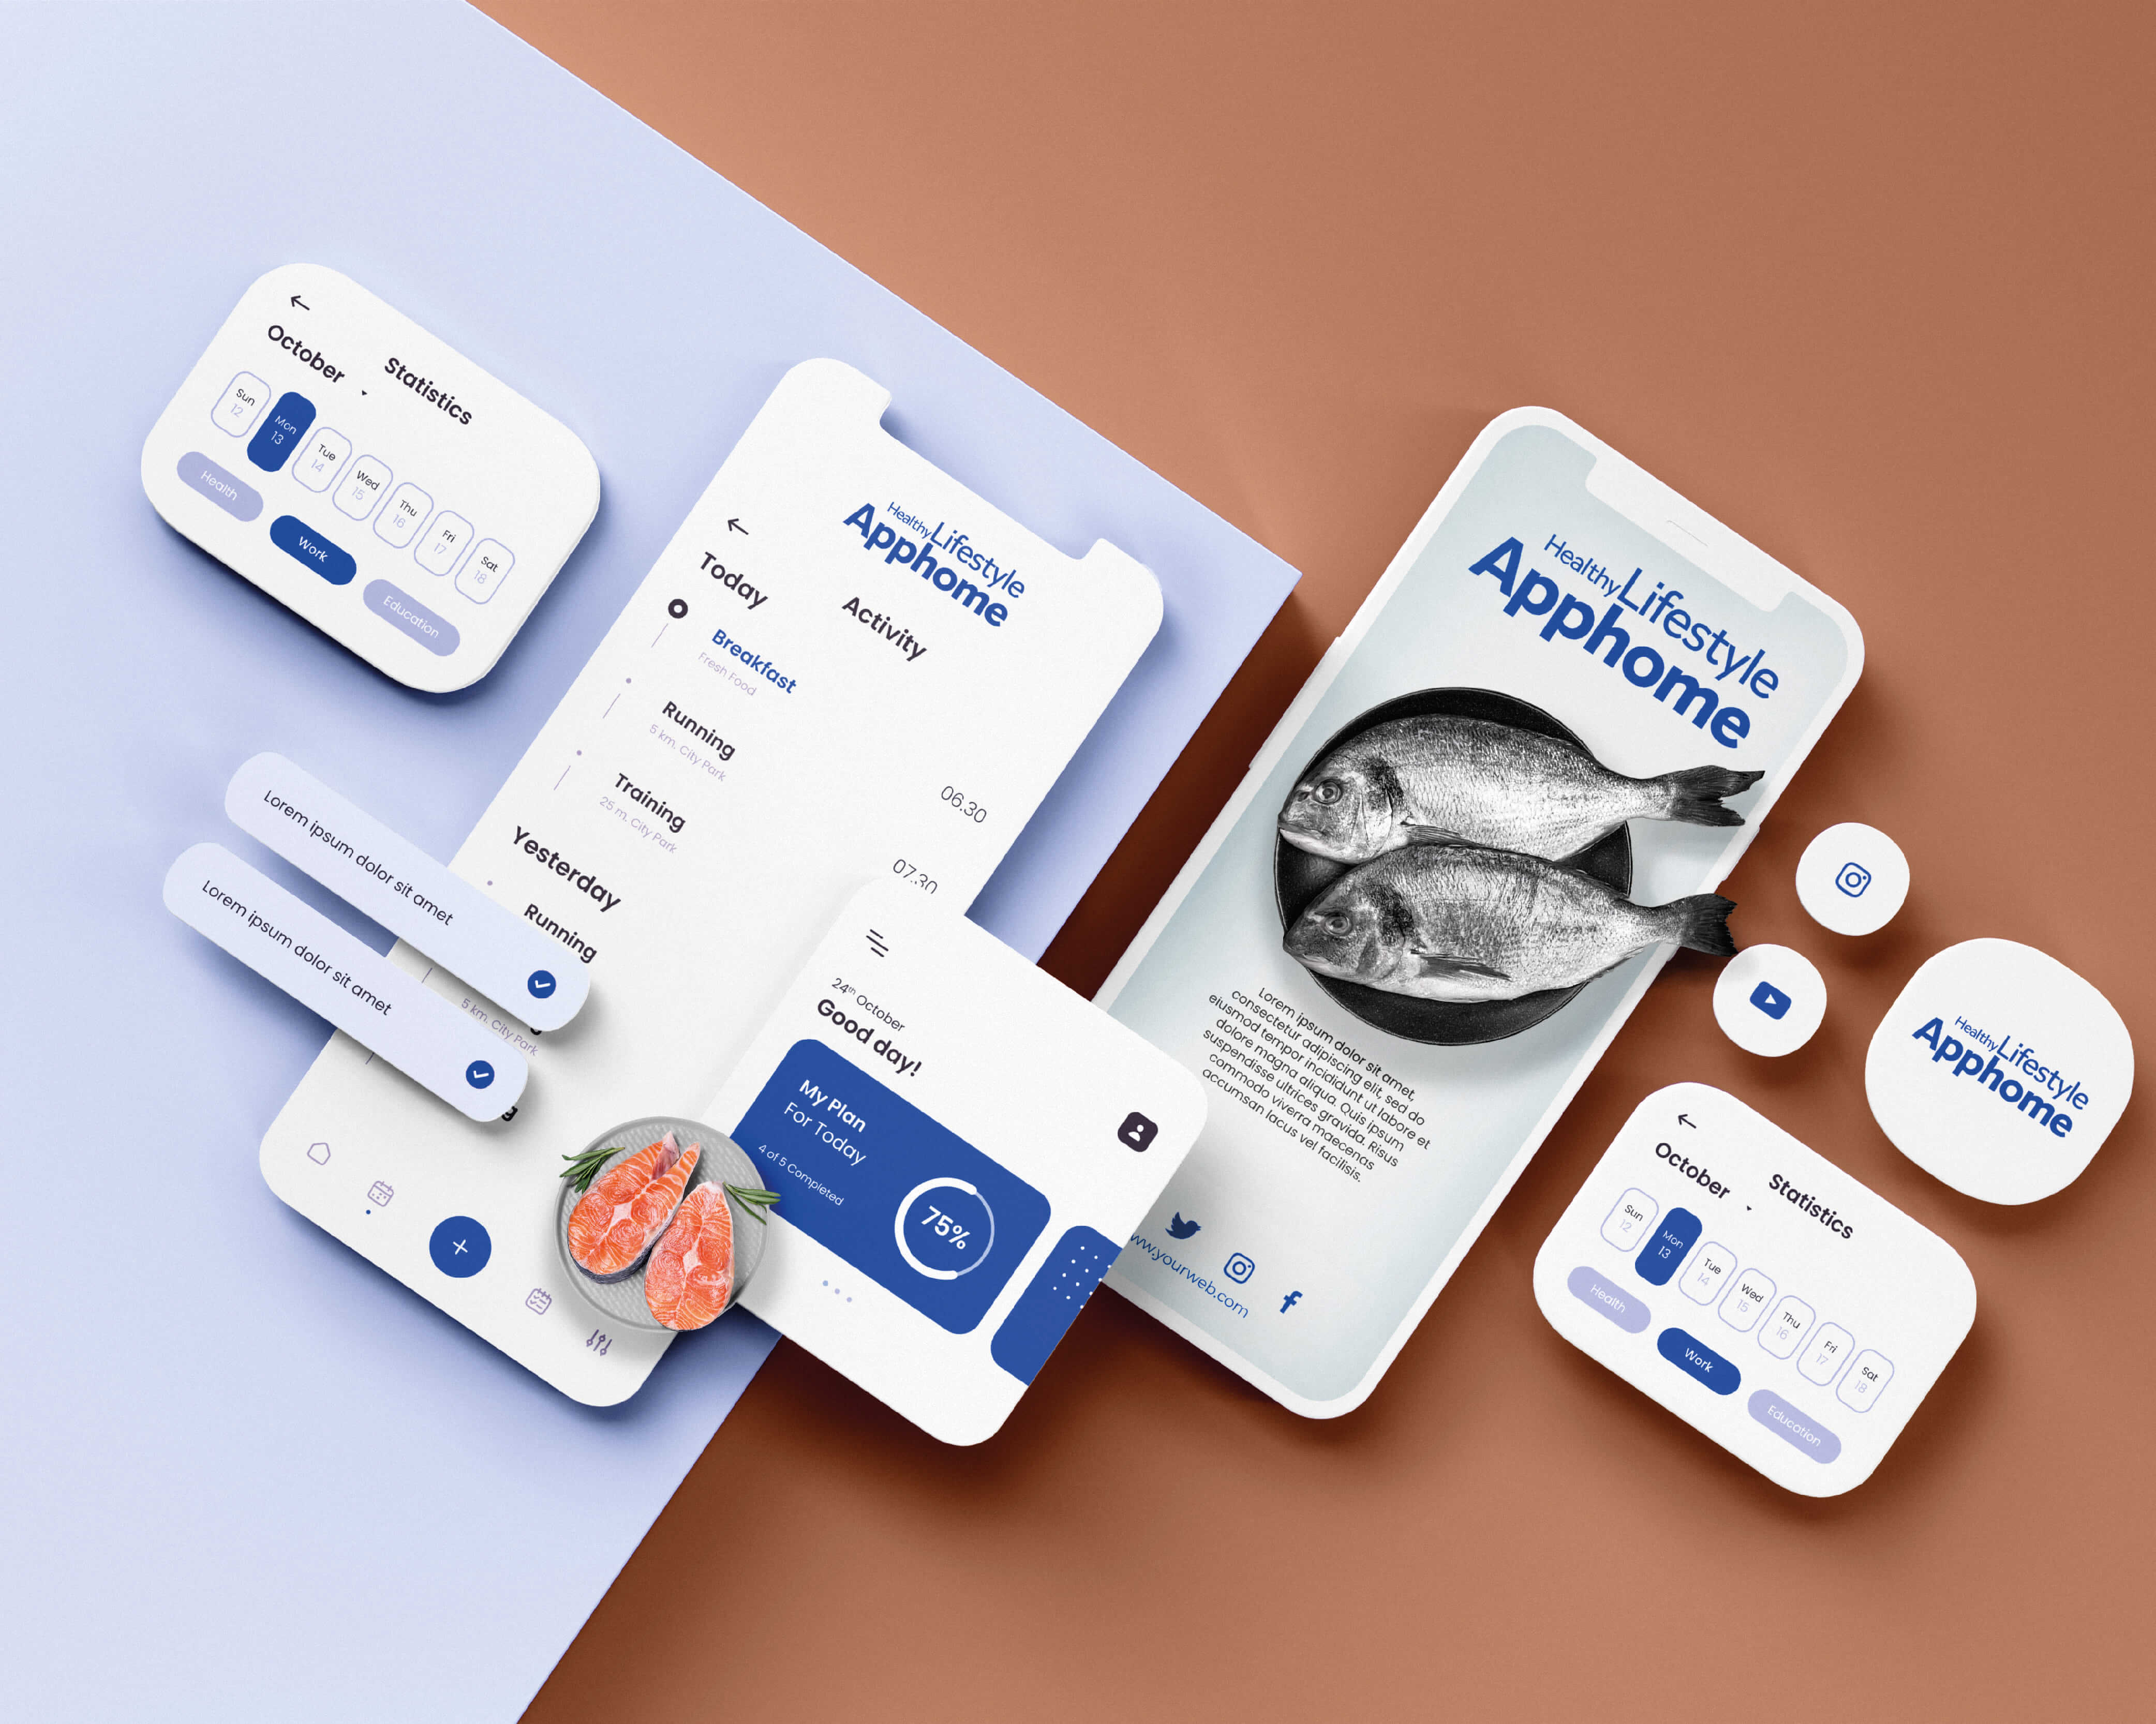 October
Statistics
Sun
12
Mon
13
Tue
14
Wed
15
Thu
16
Fri
17
Sat
18
Health
Work
Education
Healthy Lifestyle
Apphome
Today
Activity
Breakfast
Fresh Food
Running
5 km. City Park
06.30
Training
25 m. City Park
07.30
Yesterday
Running
5 km. City Park
Lorem ipsum dolor sit amet
Lorem ipsum dolor sit amet
24th October
Good day!
My Plan
For Today
4 of 5 Completed
75%
Healthy Lifestyle
Apphome
Lorem ipsum dolor sit amet,
consectetur adipiscing elit, sed do
eiusmod tempor incididunt ut labore et
dolore magna aliqua. Quis ipsum
suspendisse ultrices gravida. Risus
commodo viverra maecenas
accumsan lacus vel facilisis.
www.yourweb.com
Healthy Lifestyle
Apphome
October
Statistics
Sun
12
Mon
13
Tue
14
Wed
15
Thu
16
Fri
17
Sat
18
Health
Work
Education